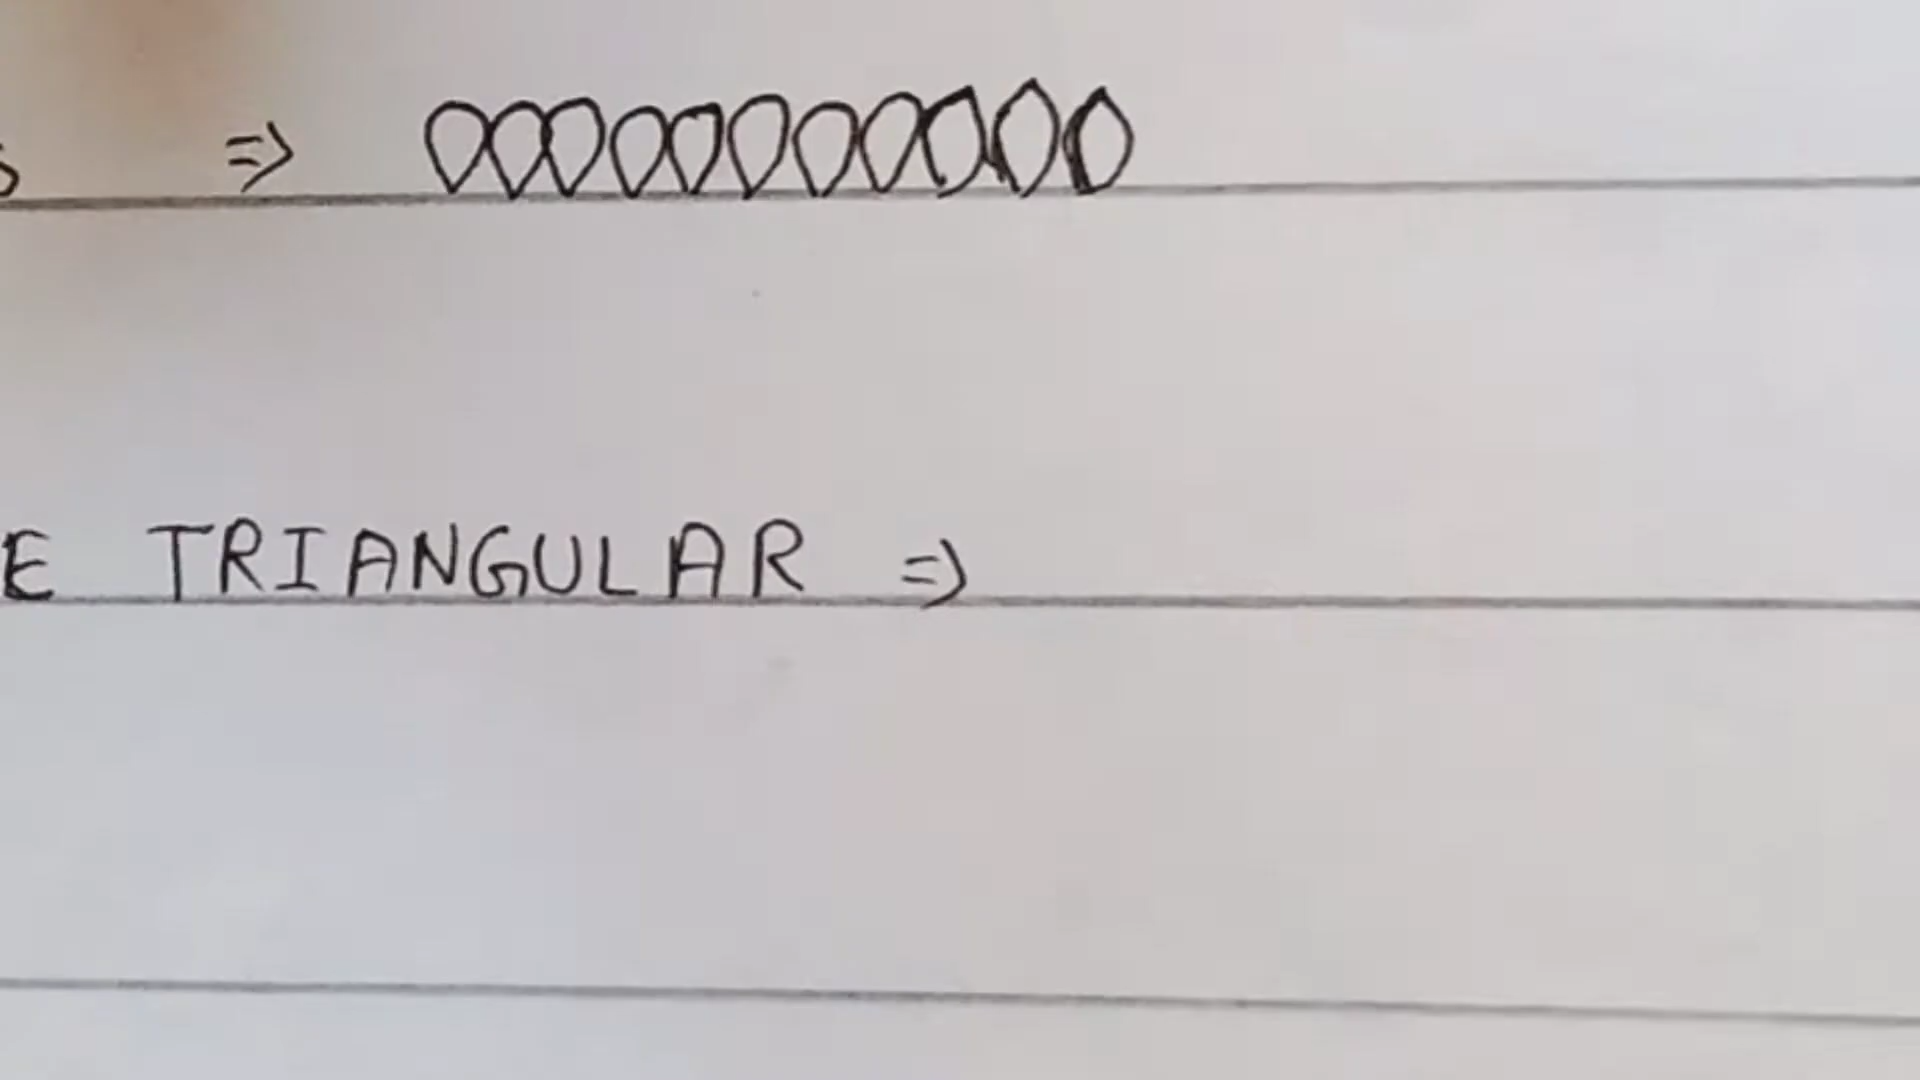 S =>
E TRIANGULAR =>